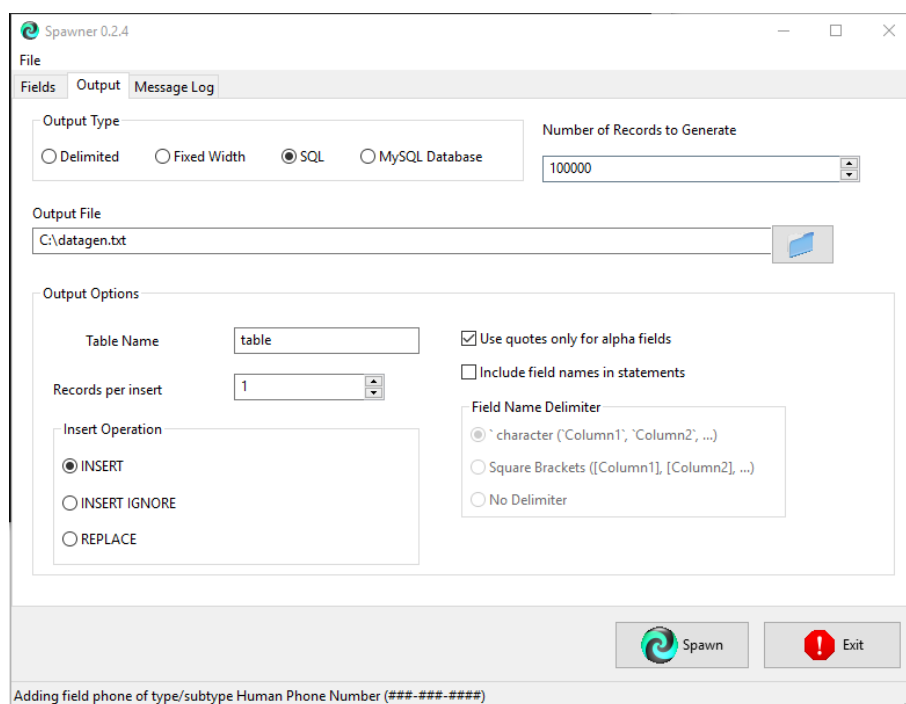 Spawner 0.2.4
File
Fields Output Message Log
Output Type
Delimited Fixed Width SQL MySQL Database
Number of Records to Generate
100000
Output File
C:\datagen.txt
Output Options
Table Name table
Records per insert 1
Insert Operation
INSERT
INSERT IGNORE
REPLACE
Use quotes only for alpha fields
Include field names in statements
Field Name Delimiter
` character (`Column1`, `Column2`, ...)
Square Brackets ([Column1], [Column2], ...)
No Delimiter
Spawn
Exit
Adding field phone of type/subtype Human Phone Number (###-###-####)